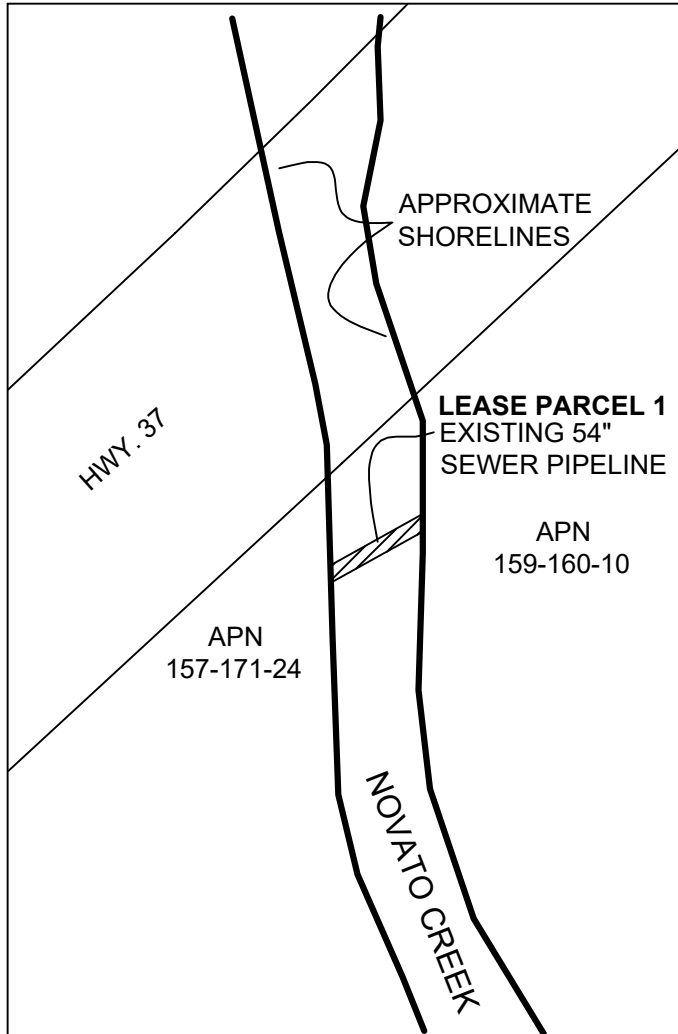 APPROXIMATE
SHORELINES
HWY. 37
LEASE PARCEL 1
EXISTING 54"
SEWER PIPELINE
APN
159-160-10
APN
157-171-24
NOVATO CREEK